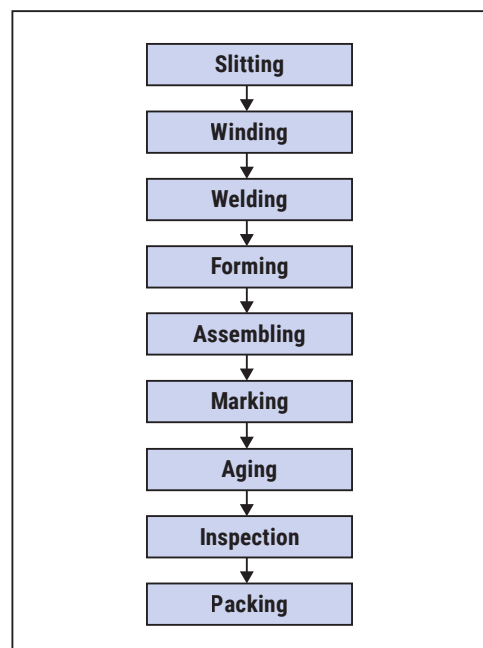 Slitting
Winding
Welding
Forming
Assembling
Marking
Aging
Inspection
Packing